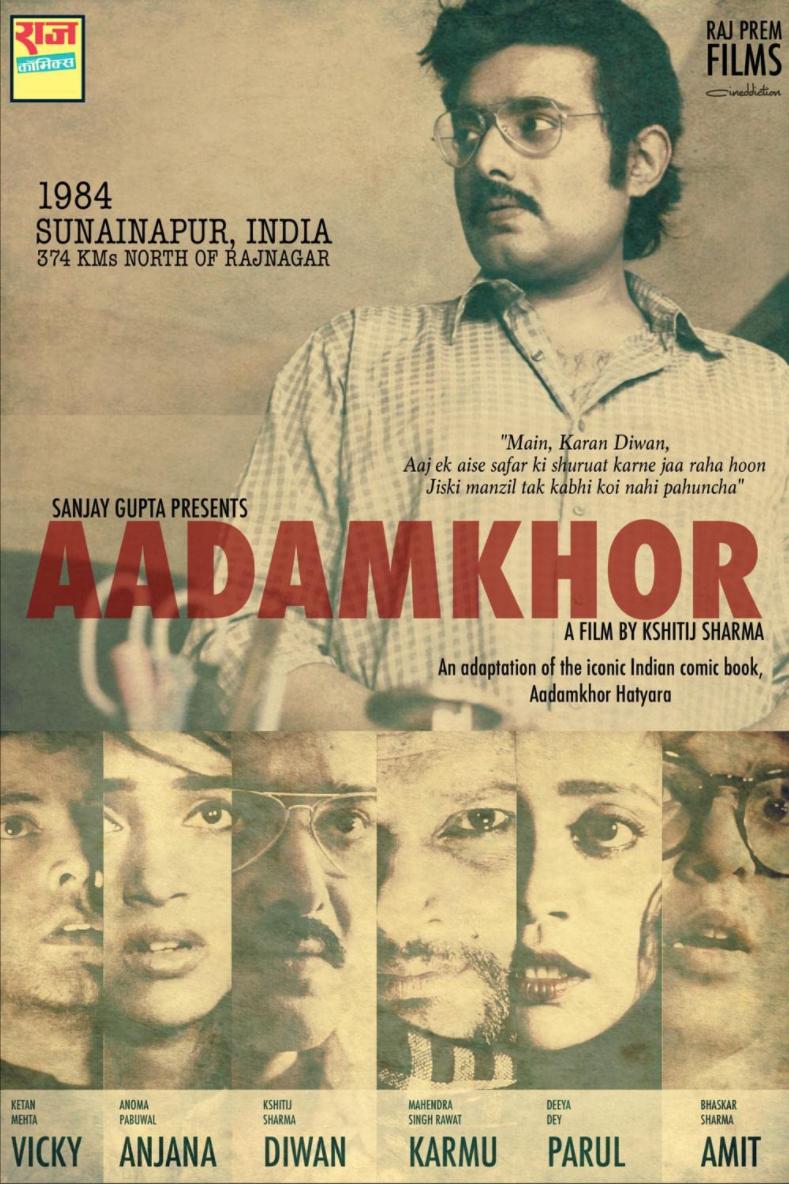 राज
कॉमिक्स
RAJ PREM
FILMS
Cineddiction
1984
SUNAINAPUR, INDIA
374 KMs NORTH OF RAJNAGAR
"Main, Karan Diwan,
Aaj ek aise safar ki shuruat karne jaa raha hoon
Jiski manzil tak kabhi koi nahi pahuncha"
SANJAY GUPTA PRESENTS
AADAMKHOR
A FILM BY KSHITIJ SHARMA
An adaptation of the iconic Indian comic book,
Aadamkhor Hatyara
KETAN
MEHTA
VICKY
ANOMA
PABUWAL
ANJANA
KSHITIJ
SHARMA
DIWAN
MAHENDRA
SINGH RAWAT
KARMU
DEEYA
DEY
PARUL
BHASKAR
SHARMA
AMIT